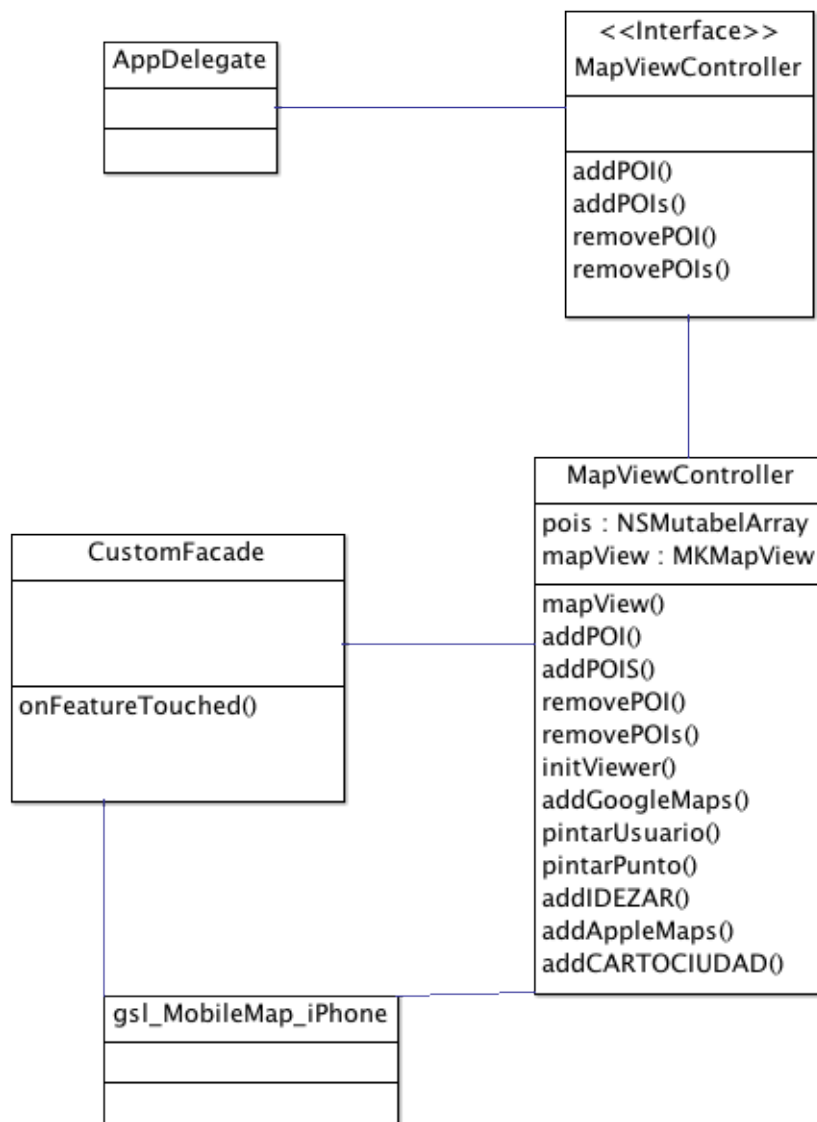 AppDelegate
<<Interface>>
MapViewController
addPOI()
addPOIs()
removePOI()
removePOIs()
MapViewController
pois : NSMutabelArray
mapView : MKMapView
mapView()
addPOI()
addPOIS()
removePOI()
removePOIs()
initViewer()
addGoogleMaps()
pintarUsuario()
pintarPunto()
addIDEZAR()
addAppleMaps()
addCARTOCIUDAD()
CustomFacade
onFeatureTouched()
gsl_MobileMap_iPhone